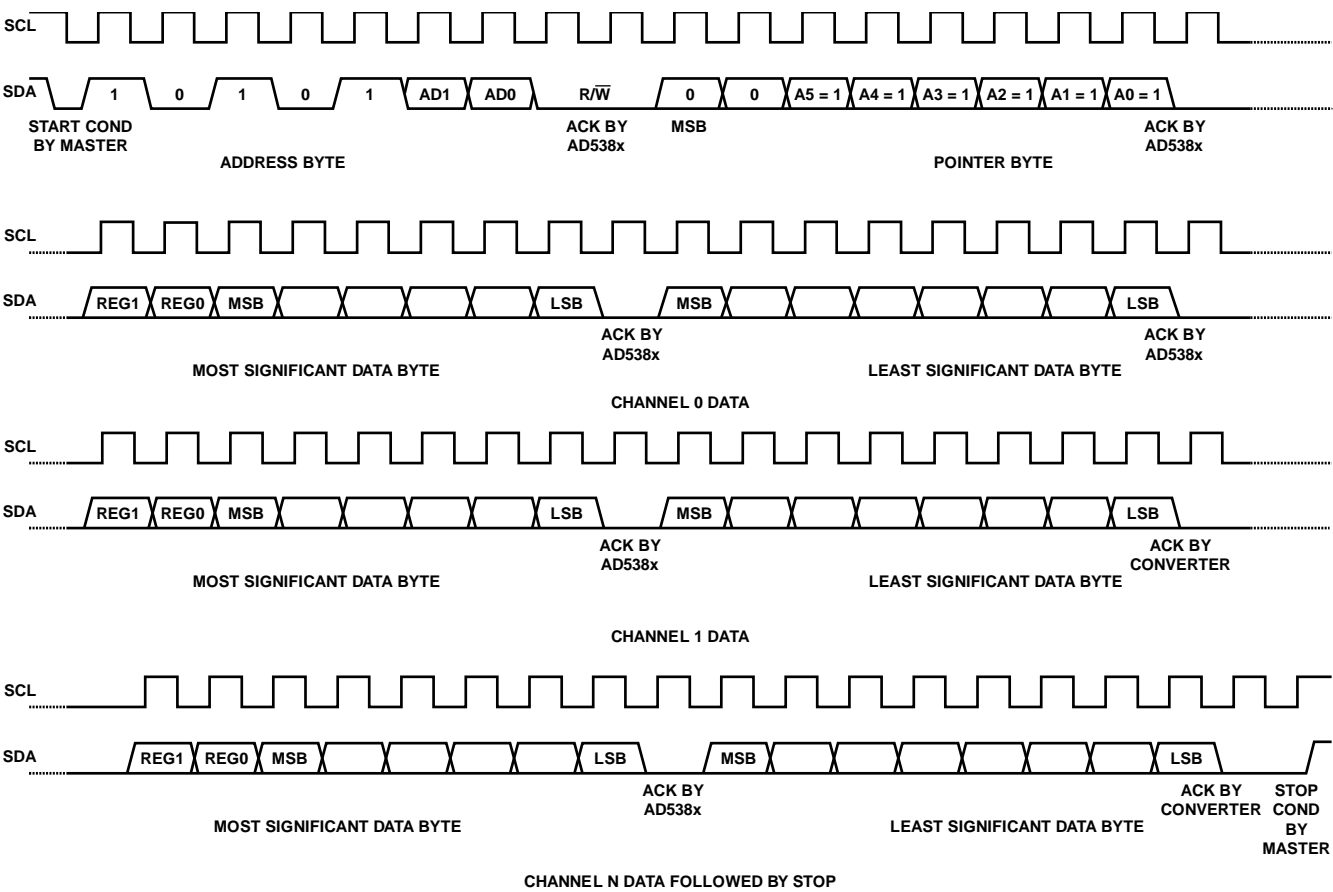 SCL
SDA 1 0 1 0 1 AD1 AD0 R/W̅ 0 0 A5 = 1 A4 = 1 A3 = 1 A2 = 1 A1 = 1 A0 = 1
START COND BY MASTER
ACK BY AD538x
MSB
ACK BY AD538x
ADDRESS BYTE
POINTER BYTE
SCL
SDA REG1 REG0 MSB LSB MSB LSB
ACK BY AD538x
ACK BY AD538x
MOST SIGNIFICANT DATA BYTE
LEAST SIGNIFICANT DATA BYTE
CHANNEL 0 DATA
SCL
SDA REG1 REG0 MSB LSB MSB LSB
ACK BY AD538x
ACK BY CONVERTER
MOST SIGNIFICANT DATA BYTE
LEAST SIGNIFICANT DATA BYTE
CHANNEL 1 DATA
SCL
SDA REG1 REG0 MSB LSB MSB LSB
ACK BY AD538x
ACK BY CONVERTER
STOP COND BY MASTER
MOST SIGNIFICANT DATA BYTE
LEAST SIGNIFICANT DATA BYTE
CHANNEL N DATA FOLLOWED BY STOP